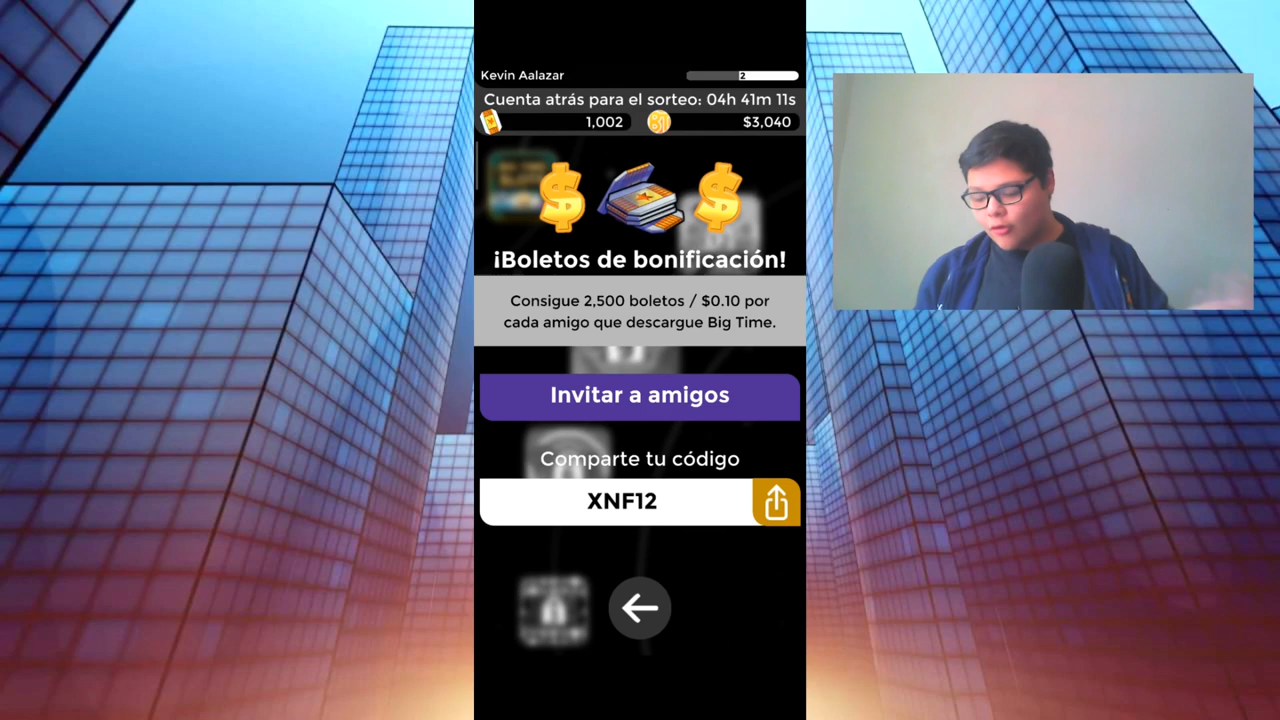 Kevin Aalazar
2
Cuenta atrás para el sorteo: 04h 41m 11s
1,002
$3,040
¡Boletos de bonificación!
Consigue 2,500 boletos / $0.10 por
cada amigo que descargue Big Time.
Invitar a amigos
Comparte tu código
XNF12